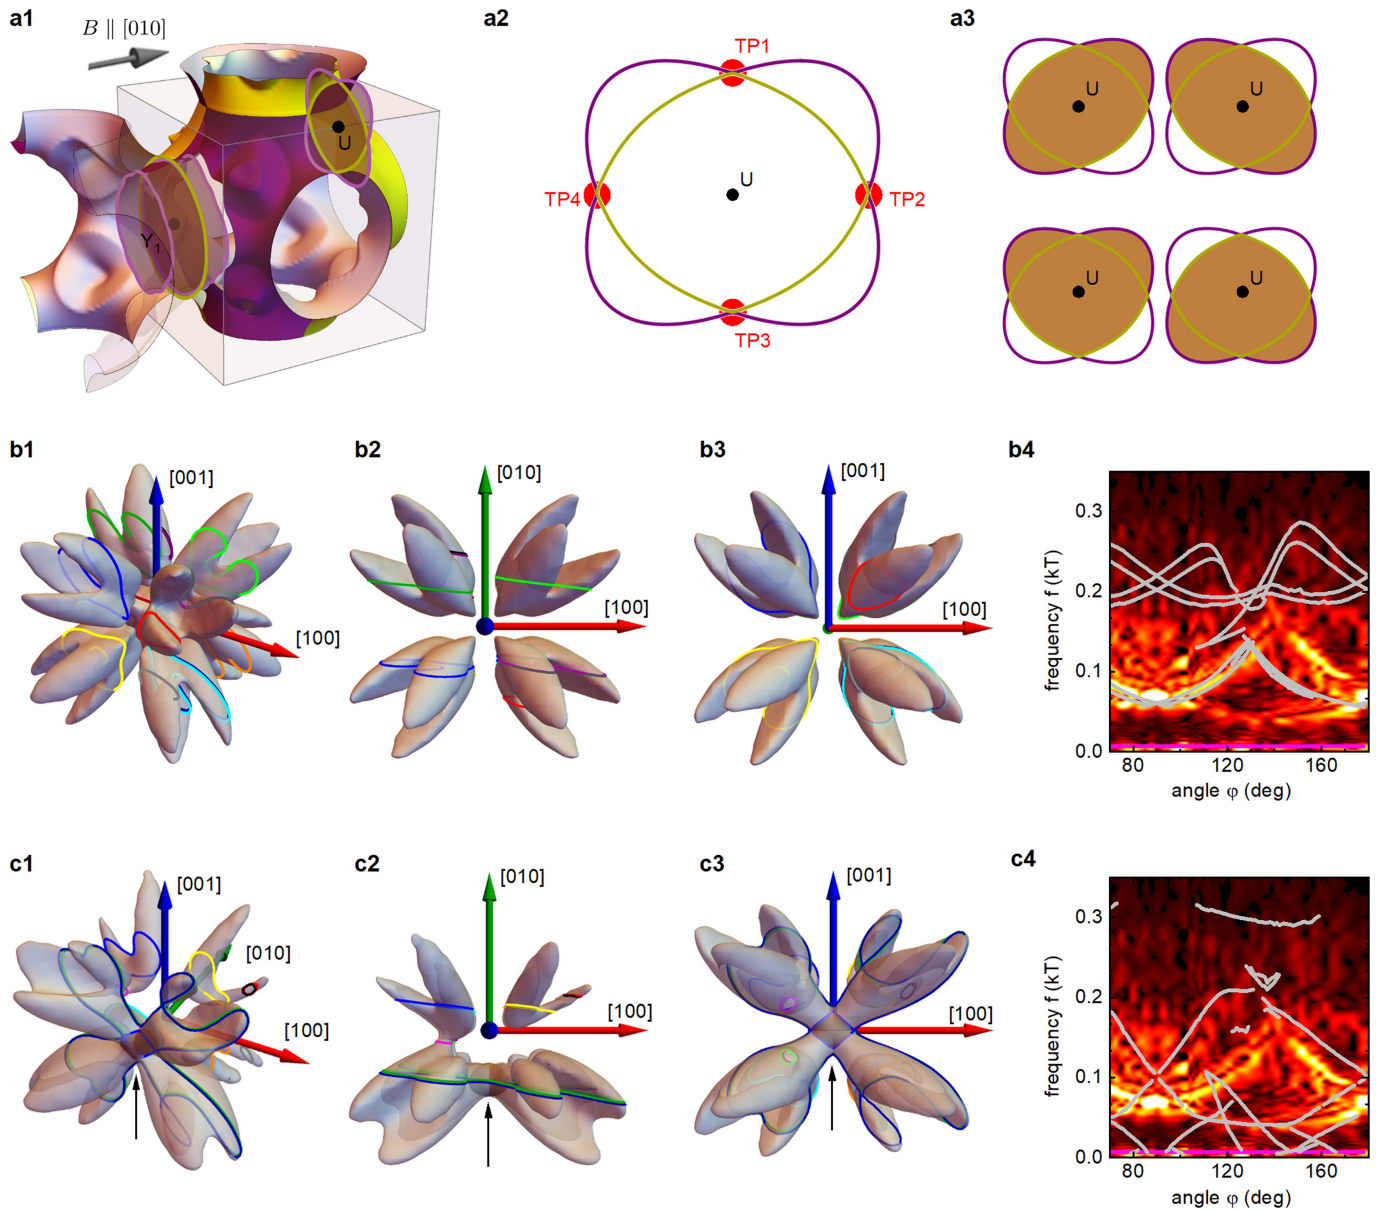 a1
B ∥ [010]
U
Y1
a2
TP1
U
TP4
TP2
TP3
a3
U
U
U
U
b1
[001]
[100]
b2
[010]
[100]
b3
[001]
[100]
b4
frequency f (kT)
0.3
0.2
0.1
0.0
80 120 160
angle φ (deg)
c1
[001]
[010]
[100]
c2
[010]
[100]
c3
[001]
[100]
c4
frequency f (kT)
0.3
0.2
0.1
0.0
80 120 160
angle φ (deg)